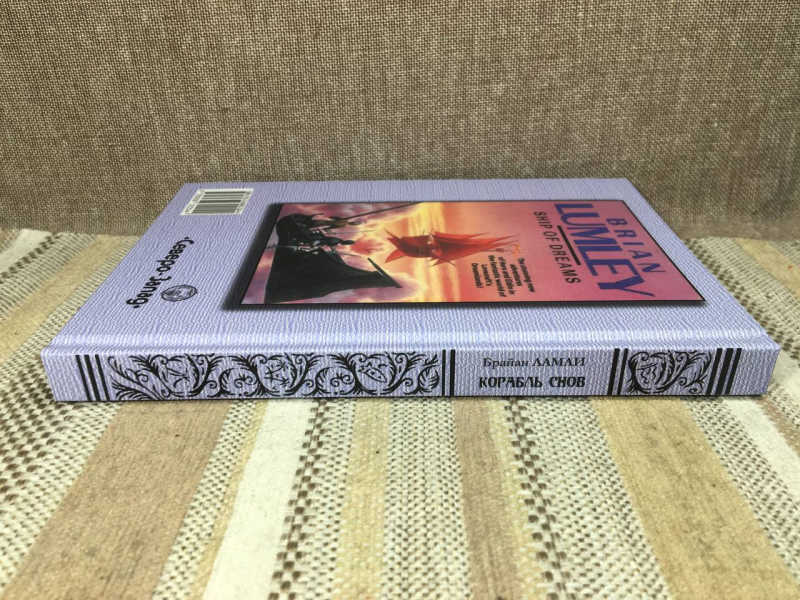 BRIAN
LUMLEY
SHIP OF DREAMS
«Северо-Запад»
Брайан ЛАМЛИ
КОРАБЛЬ СНОВ